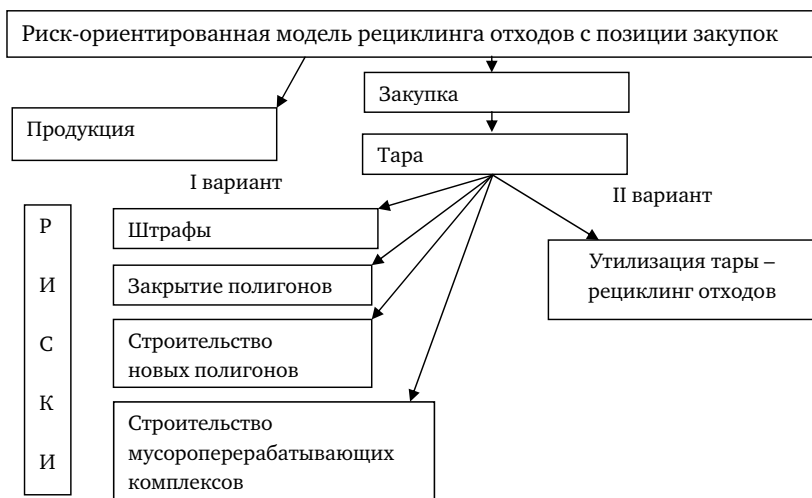 Риск-ориентированная модель рециклинга отходов с позиции закупок
Закупка
Продукция
Тара
I вариант
II вариант
Р
И
С
К
И
Штрафы
Закрытие полигонов
Строительство
новых полигонов
Строительство
мусороперерабатывающих
комплексов
Утилизация тары –
рециклинг отходов